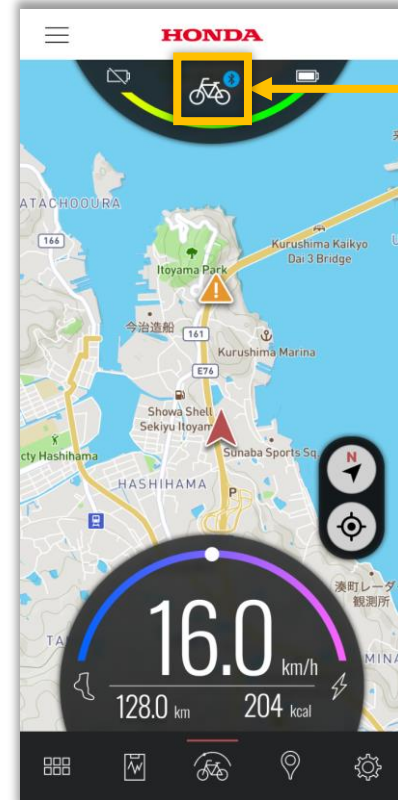 HONDA
ATACHOOURA
166
Kurushima Kaikyo
Dai 3 Bridge
Itoyama Park
今治造船
161
Kurushima Marina
E76
Showa Shell
Sekiyu Itoyam
Sunaba Sports Sq.
cty Hashihama
N
HASHIHAMA
P
湊町レーダ
観測所
TA
MINA
16.0 km/h
128.0 km
204 kcal